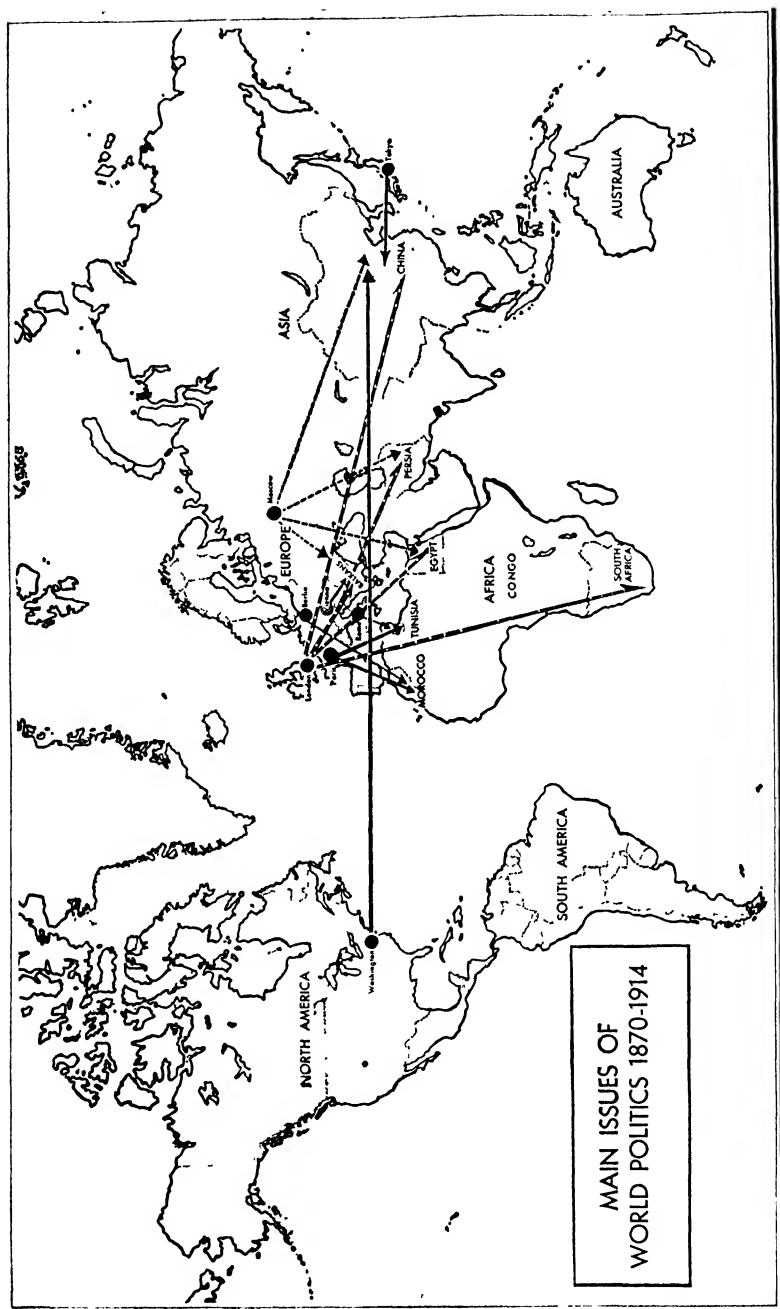 MAIN ISSUES OF
WORLD POLITICS 1870-1914
NORTH AMERICA
Washington
SOUTH AMERICA
EUROPE
Moscow
London
Paris
Berlin
BALKANS
MOROCCO
TUNISIA
EGYPT
AFRICA
CONGO
SOUTH
AFRICA
PERSIA
ASIA
CHINA
Tokyo
AUSTRALIA